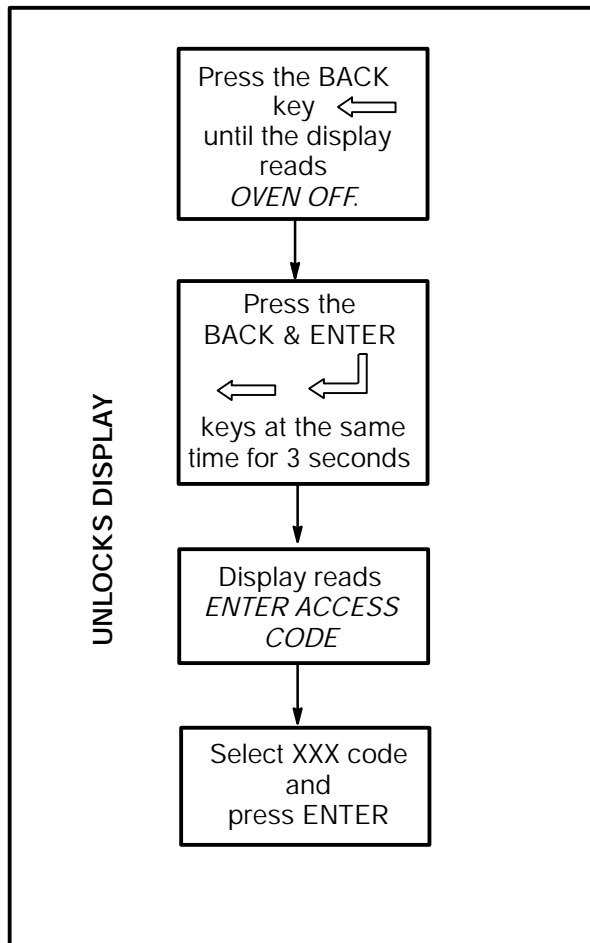 UNLOCKS DISPLAY
Press the BACK
key
until the display
reads
OVEN OFF.
Press the
BACK & ENTER
keys at the same
time for 3 seconds
Display reads
ENTER ACCESS
CODE
Select XXX code
and
press ENTER